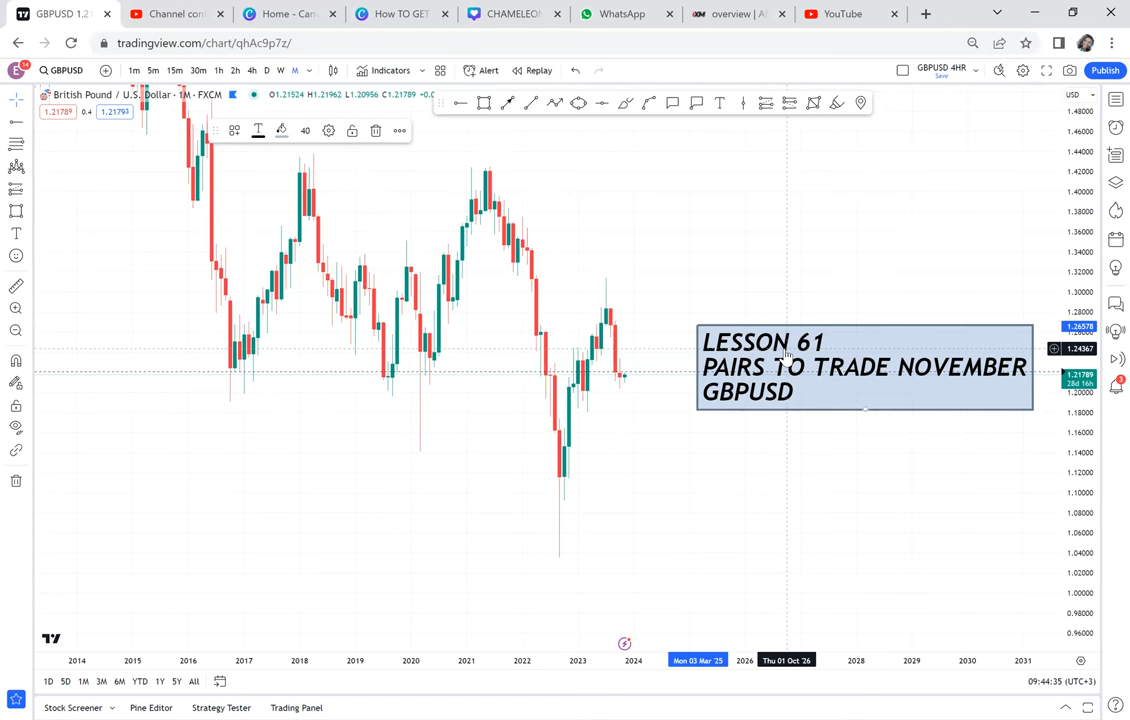 GBPUSD 1.21
Channel cont
Home - Can
How TO GET
CHAMELEON
WhatsApp
overview | A
YouTube
tradingview.com/chart/qhAc9p7z/
E 14 GBPUSD 1m 5m 15m 30m 1h 2h 4h D W M Indicators Alert Replay GBPUSD 4HR Save Publish
British Pound / U.S. Dollar · 1M · FXCM O1.21524 H1.21962 L1.20956 C1.21789 +0.0
USD
1.21789 0.4 1.21793
40
1.48000
1.46000
1.44000
1.42000
1.40000
1.38000
1.36000
1.34000
1.32000
1.30000
1.28000
1.26578
1.24367
1.21789
28d 16h
1.20000
1.18000
1.16000
1.14000
1.12000
1.10000
1.08000
1.06000
1.04000
1.02000
1.00000
0.98000
0.96000
LESSON 61
PAIRS TO TRADE NOVEMBER
GBPUSD
3
2014 2015 2016 2017 2018 2019 2020 2021 2022 2023 2024 Mon 03 Mar '25 2026 Thu 01 Oct '26 2028 2029 2030 2031
1D 5D 1M 3M 6M YTD 1Y 5Y All
09:44:35 (UTC+3)
Stock Screener Pine Editor Strategy Tester Trading Panel